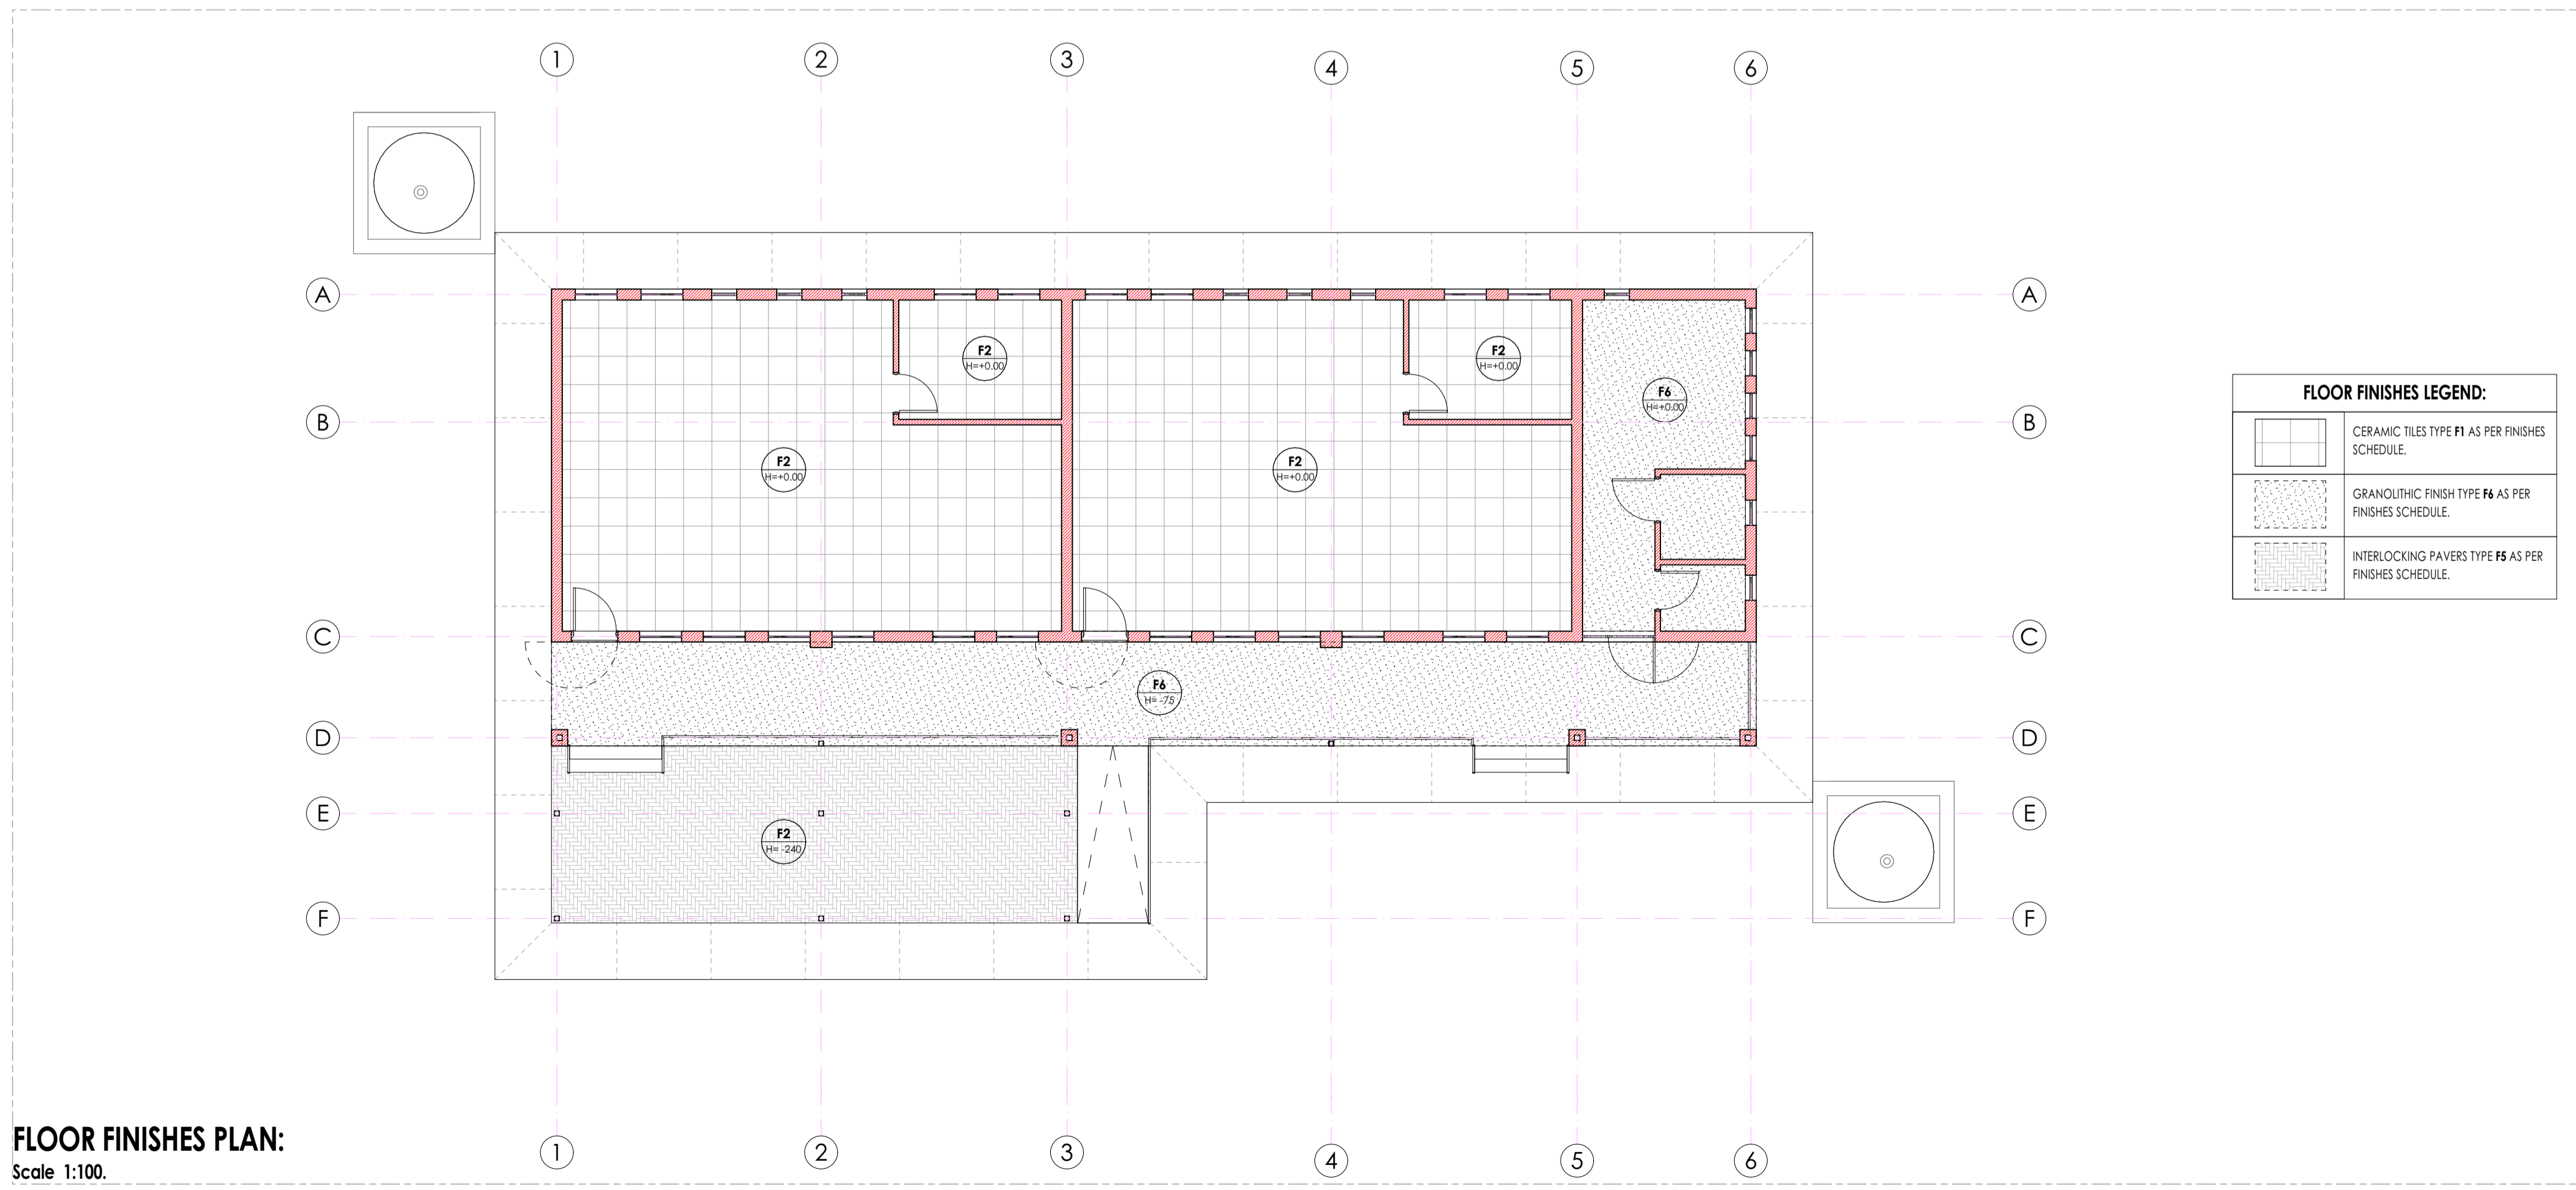 1 2 3 4 5 6
A A
F2
H=+0.00
F2
H=+0.00
F6
H=+0.00
B B
F2
H=+0.00
F2
H=+0.00
C C
F6
H= -75
D D
E E
F2
H= -240
F F
1 2 3 4 5 6
FLOOR FINISHES LEGEND:
CERAMIC TILES TYPE F1 AS PER FINISHES
SCHEDULE.
GRANOLITHIC FINISH TYPE F6 AS PER
FINISHES SCHEDULE.
INTERLOCKING PAVERS TYPE F5 AS PER
FINISHES SCHEDULE.
FLOOR FINISHES PLAN:
Scale 1:100.